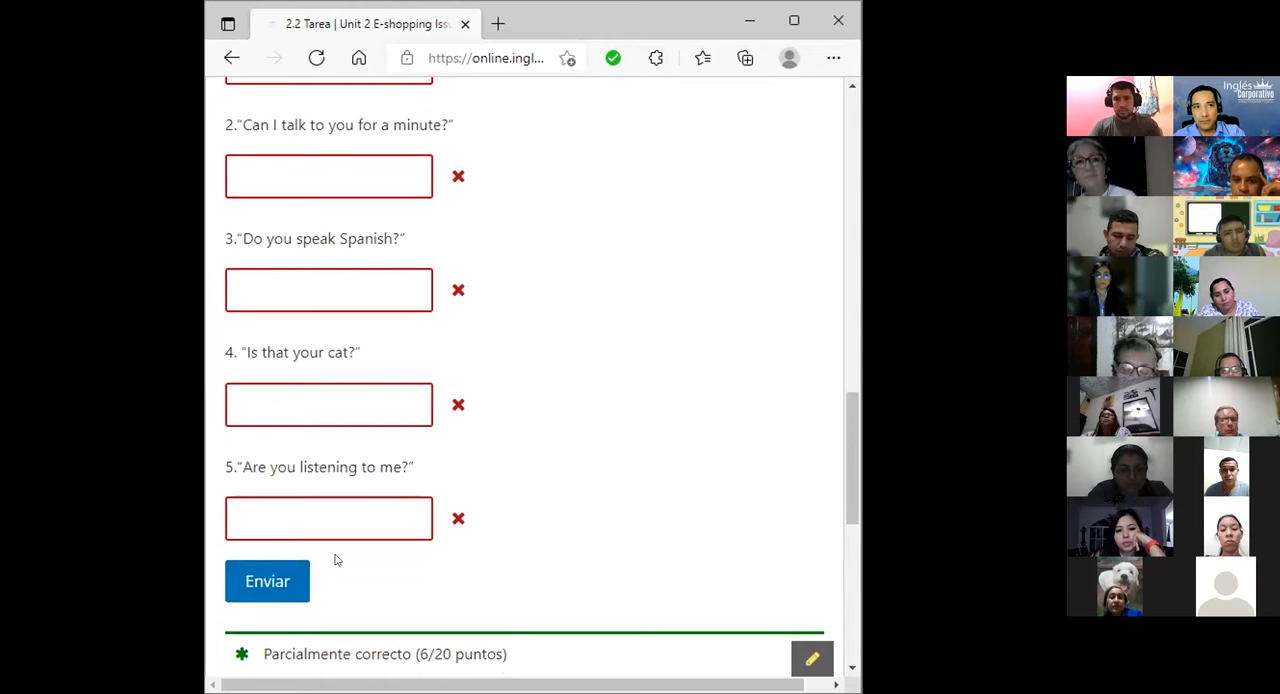 2.2 Tarea | Unit 2 E-shopping Iss
https://online.ingl...
2."Can I talk to you for a minute?"
3."Do you speak Spanish?"
4. "Is that your cat?"
5."Are you listening to me?"
Enviar
Parcialmente correcto (6/20 puntos)
Inglés
Corporativo